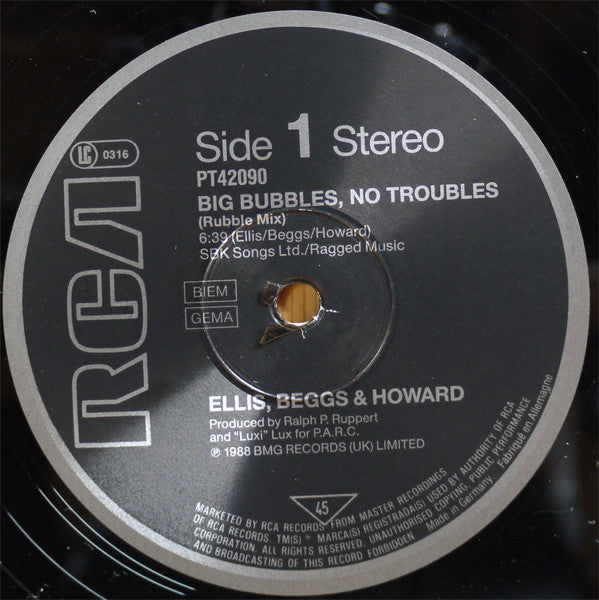 RCA
LC 0316
Side 1 Stereo
PT42090
BIG BUBBLES, NO TROUBLES
(Rubble Mix)
6:39 (Ellis/Beggs/Howard)
SBK Songs Ltd./Ragged Music
BIEM
GEMA
ELLIS, BEGGS & HOWARD
Produced by Ralph P. Ruppert
and "Luxi" Lux for P.A.R.C.
℗ 1988 BMG RECORDS (UK) LIMITED
45
MARKETED BY RCA RECORDS FROM MASTER RECORDINGS
OF RCA RECORDS. TM(S) ® MARCA(S) REGISTRADA(S) USED BY AUTHORITY OF RCA
CORPORATION. ALL RIGHTS RESERVED. UNAUTHORISED COPYING, PUBLIC PERFORMANCE
AND BROADCASTING OF THIS RECORD FORBIDDEN Made in Germany. Fabriqué en Allemagne